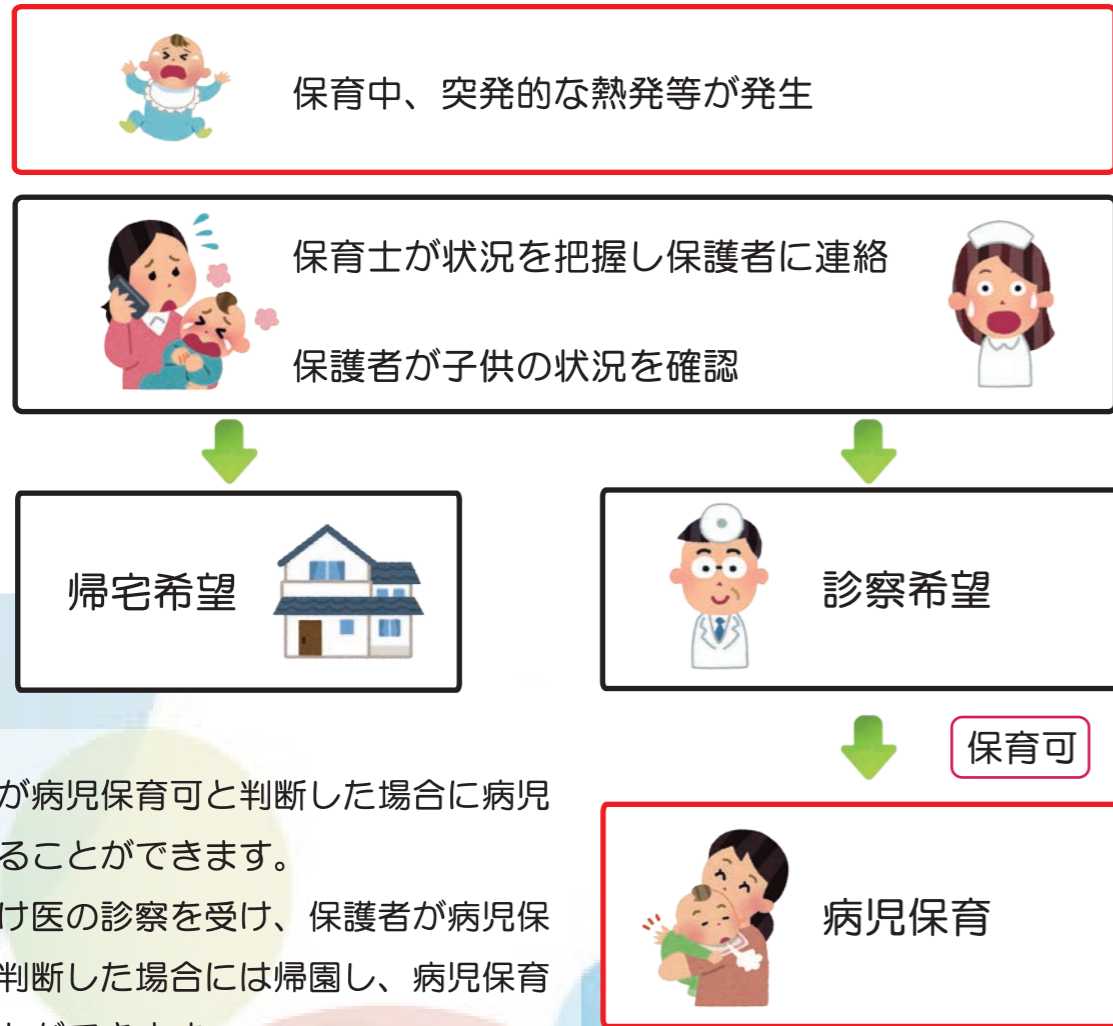 保育中、突発的な熱発等が発生
保育士が状況を把握し保護者に連絡
保護者が子供の状況を確認
帰宅希望
診察希望
保育可
病児保育
が病児保育可と判断した場合に病児
ることができます。
け医の診察を受け、保護者が病児保
判断した場合には帰園し、病児保育